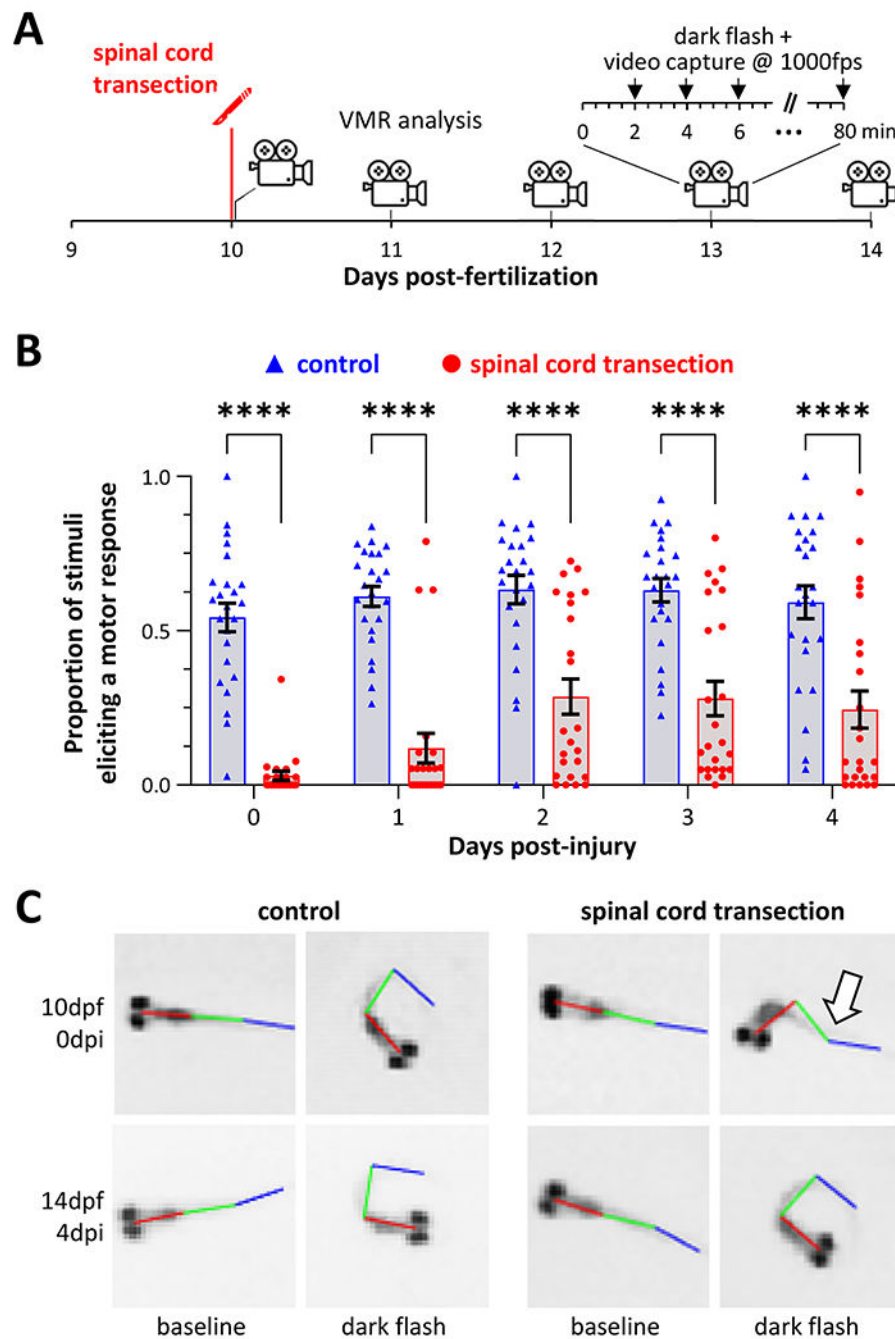 A
spinal cord
transection
VMR analysis
dark flash +
video capture @ 1000fps
0 2 4 6 ••• 80 min
9 10 11 12 13 14
Days post-fertilization
B
control spinal cord transection
**** **** **** **** ****
Proportion of stimuli
eliciting a motor response
1.0
0.5
0.0
0 1 2 3 4
Days post-injury
C
control spinal cord transection
10dpf
0dpi
14dpf
4dpi
baseline dark flash baseline dark flash